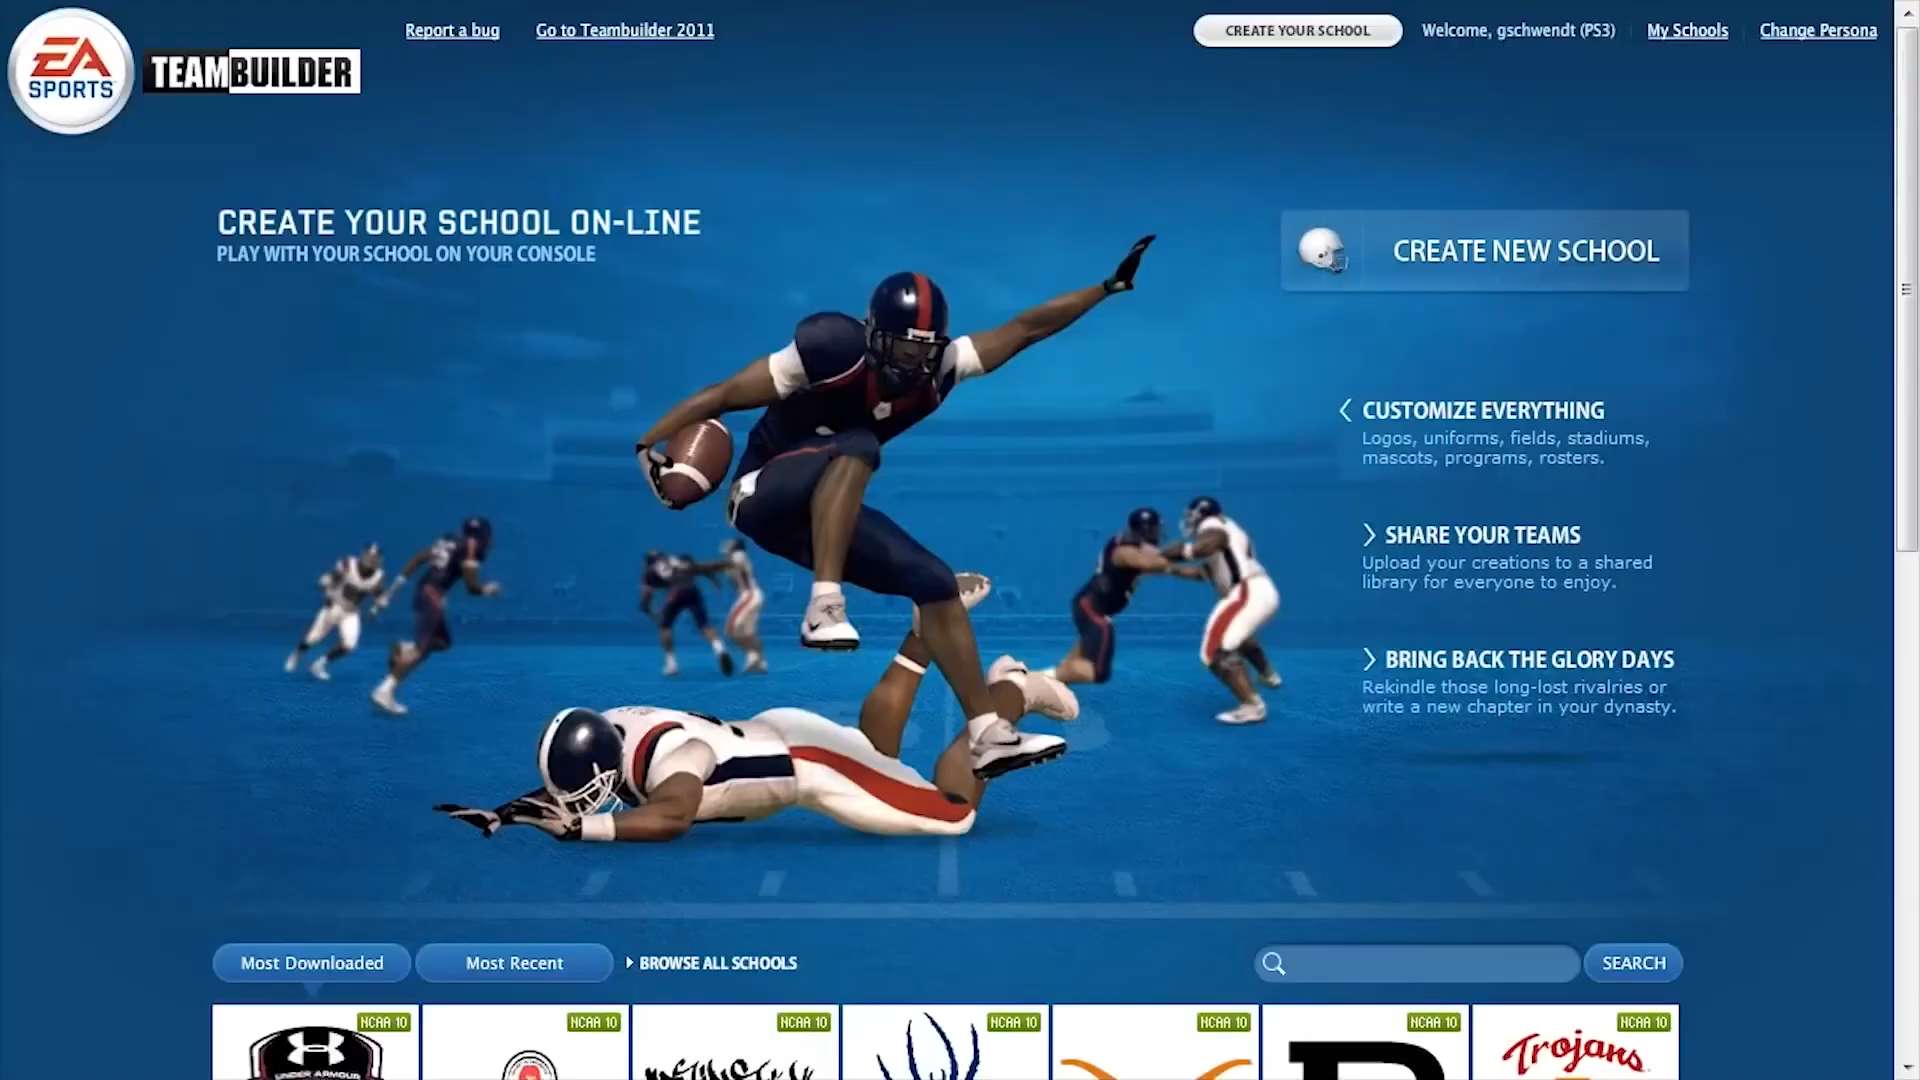 EA
SPORTS
TEAMBUILDER
Report a bug
Go to Teambuilder 2011
CREATE YOUR SCHOOL
Welcome, gschwendt (PS3)
My Schools
Change Persona
CREATE YOUR SCHOOL ON-LINE
PLAY WITH YOUR SCHOOL ON YOUR CONSOLE
CREATE NEW SCHOOL
CUSTOMIZE EVERYTHING
Logos, uniforms, fields, stadiums,
mascots, programs, rosters.
SHARE YOUR TEAMS
Upload your creations to a shared
library for everyone to enjoy.
BRING BACK THE GLORY DAYS
Rekindle those long-lost rivalries or
write a new chapter in your dynasty.
Most Downloaded
Most Recent
BROWSE ALL SCHOOLS
SEARCH
NCAA 10
NCAA 10
NCAA 10
NCAA 10
NCAA 10
NCAA 10
NCAA 10
UNDER ARMOUR
Trojans